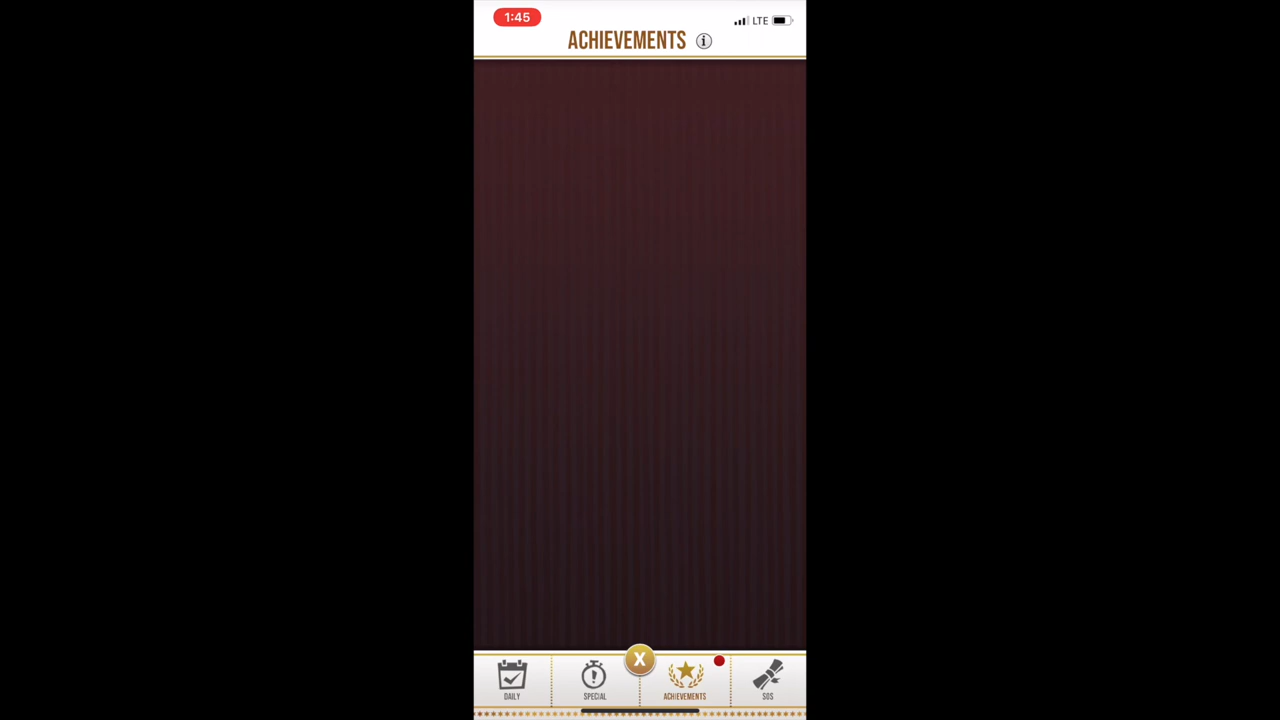 1:45
LTE
ACHIEVEMENTS
X
DAILY
SPECIAL
ACHIEVEMENTS
SOS